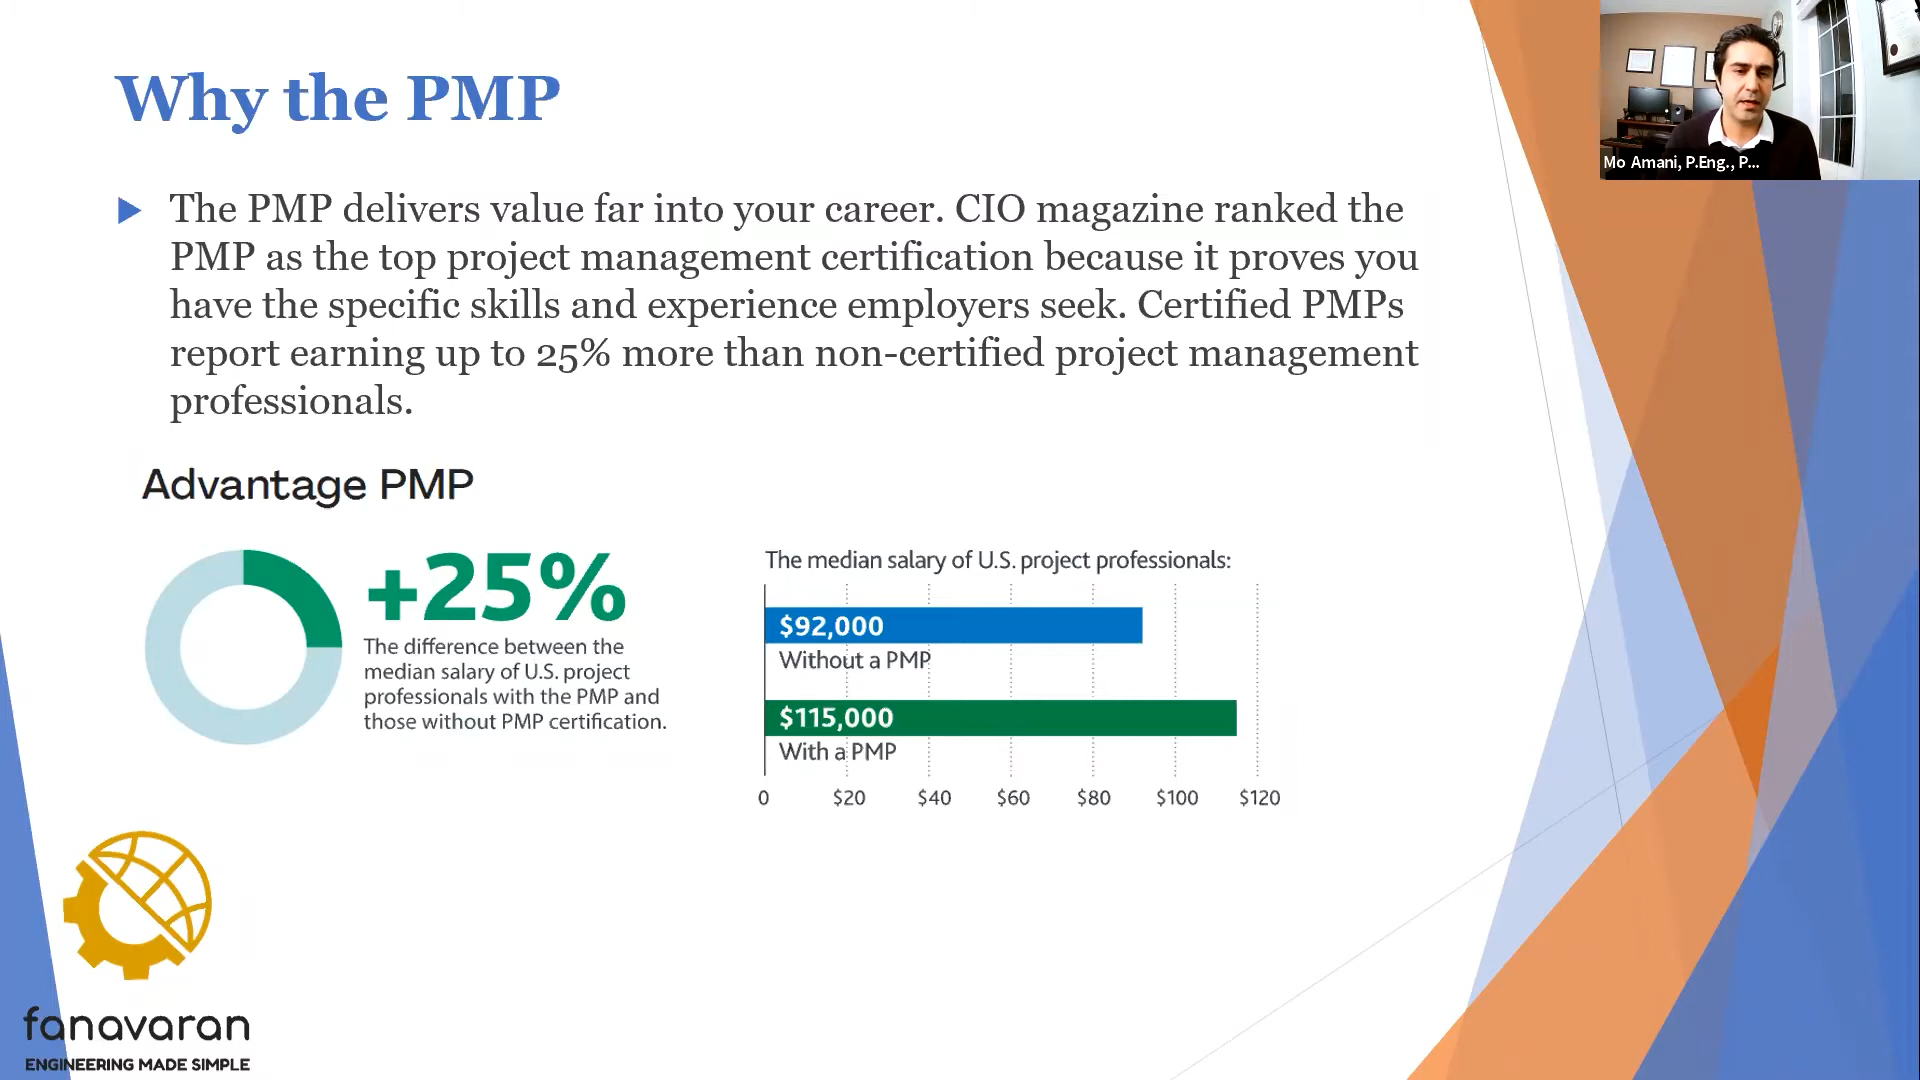 Why the PMP
The PMP delivers value far into your career. CIO magazine ranked the
PMP as the top project management certification because it proves you
have the specific skills and experience employers seek. Certified PMPs
report earning up to 25% more than non-certified project management
professionals.
Advantage PMP
+25%
The difference between the
median salary of U.S. project
professionals with the PMP and
those without PMP certification.
The median salary of U.S. project professionals:
$92,000
Without a PMP
$115,000
With a PMP
0 $20 $40 $60 $80 $100 $120
fanavaran
ENGINEERING MADE SIMPLE
Mo Amani, P.Eng., P...